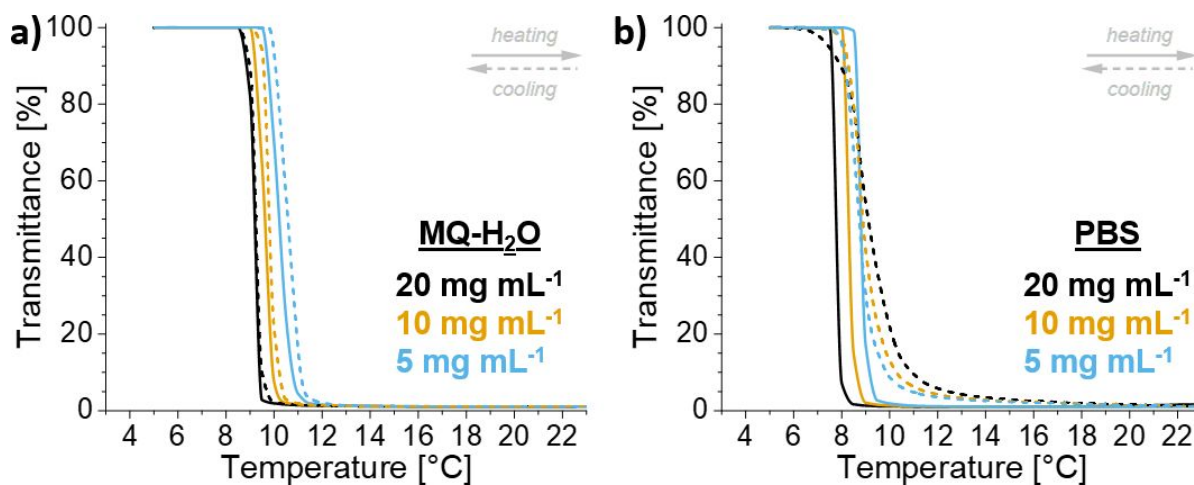 a)
100
80
60
40
20
0
Transmittance [%]
heating
cooling
MQ-H₂O
20 mg mL⁻¹
10 mg mL⁻¹
5 mg mL⁻¹
4 6 8 10 12 14 16 18 20 22
Temperature [°C]
b)
100
80
60
40
20
0
Transmittance [%]
heating
cooling
PBS
20 mg mL⁻¹
10 mg mL⁻¹
5 mg mL⁻¹
4 6 8 10 12 14 16 18 20 22
Temperature [°C]